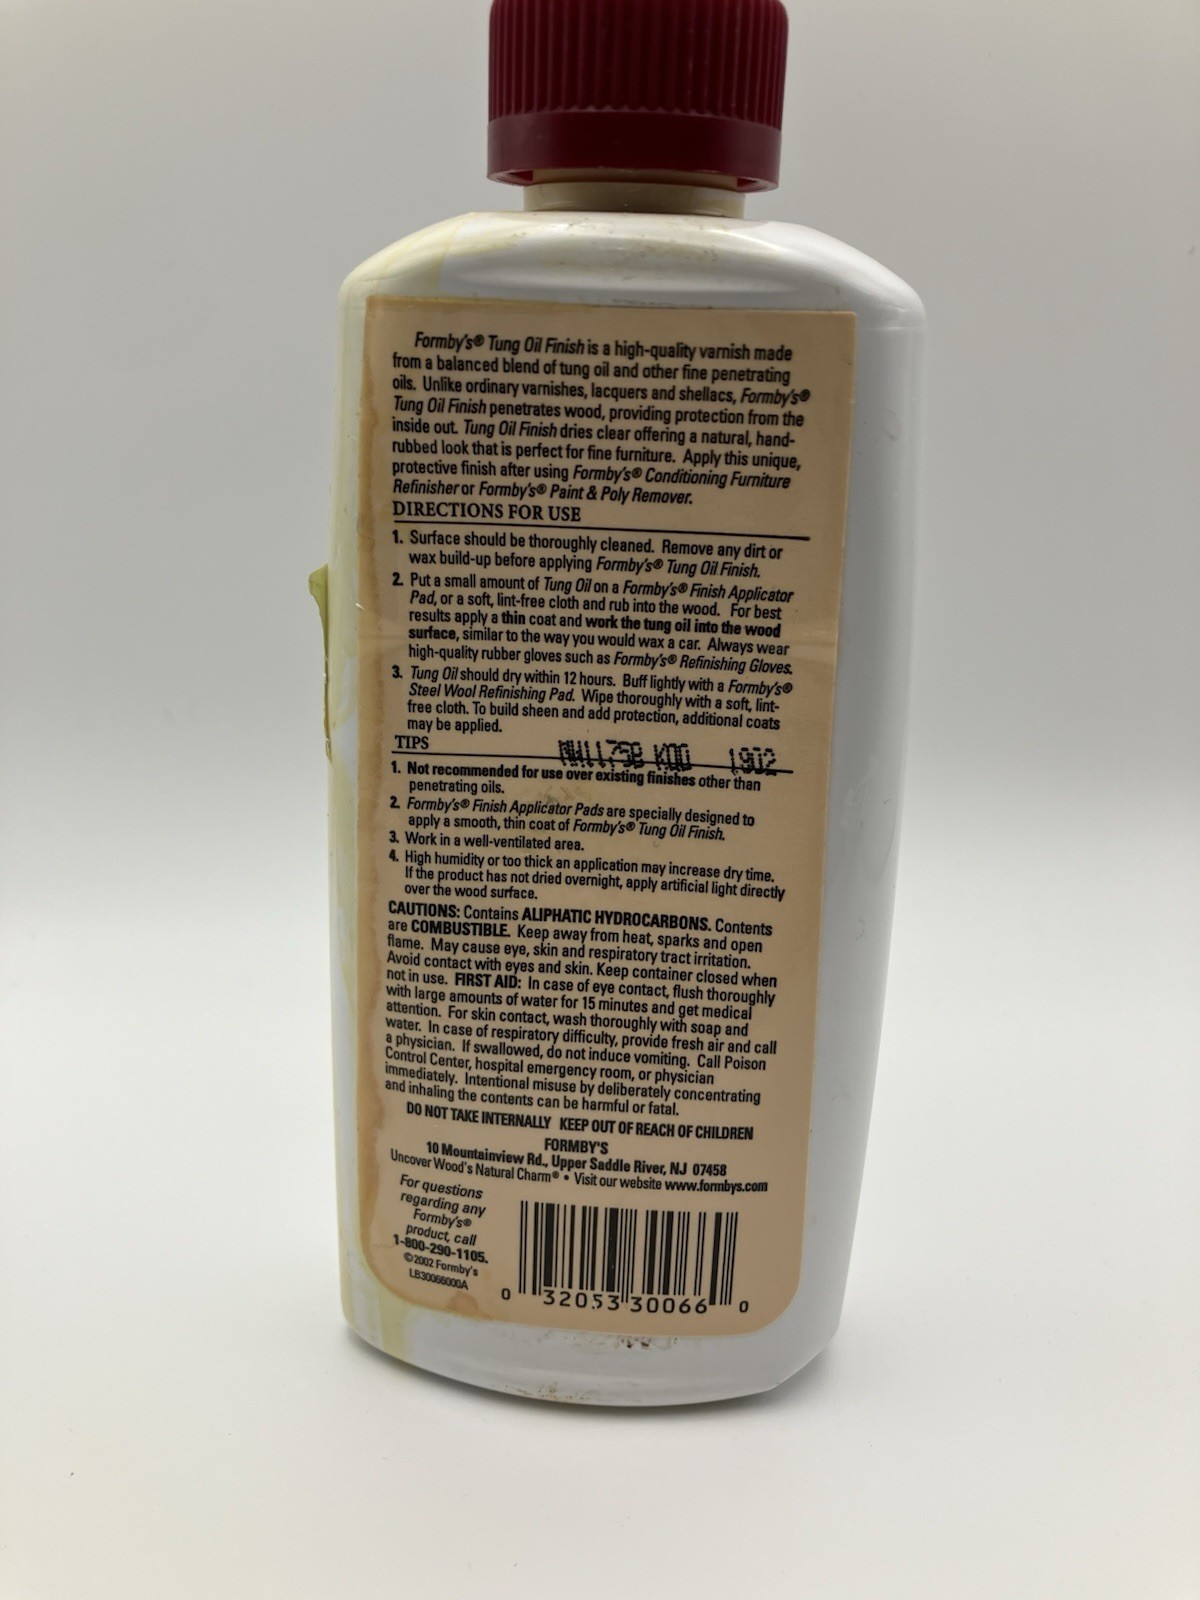 Formby's® Tung Oil Finish is a high-quality varnish made
from a balanced blend of tung oil and other fine penetrating
oils. Unlike ordinary varnishes, lacquers and shellacs, Formby's®
Tung Oil Finish penetrates wood, providing protection from the
inside out. Tung Oil Finish dries clear offering a natural, hand-
rubbed look that is perfect for fine furniture. Apply this unique,
protective finish after using Formby's® Conditioning Furniture
Refinisher or Formby's® Paint & Poly Remover.
DIRECTIONS FOR USE
1. Surface should be thoroughly cleaned. Remove any dirt or
wax build-up before applying Formby's® Tung Oil Finish.
2. Put a small amount of Tung Oil on a Formby's® Finish Applicator
Pad, or a soft, lint-free cloth and rub into the wood. For best
results apply a thin coat and work the tung oil into the wood
surface, similar to the way you would wax a car. Always wear
high-quality rubber gloves such as Formby's® Refinishing Gloves.
3. Tung Oil should dry within 12 hours. Buff lightly with a Formby's®
Steel Wool Refinishing Pad. Wipe thoroughly with a soft, lint-
free cloth. To build sheen and add protection, additional coats
may be applied.
TIPS
1902
1. Not recommended for use over existing finishes other than
penetrating oils.
2. Formby's® Finish Applicator Pads are specially designed to
apply a smooth, thin coat of Formby's® Tung Oil Finish.
3. Work in a well-ventilated area.
4. High humidity or too thick an application may increase dry time.
If the product has not dried overnight, apply artificial light directly
over the wood surface.
CAUTIONS: Contains ALIPHATIC HYDROCARBONS. Contents
are COMBUSTIBLE. Keep away from heat, sparks and open
flame. May cause eye, skin and respiratory tract irritation.
Avoid contact with eyes and skin. Keep container closed when
not in use. FIRST AID: In case of eye contact, flush thoroughly
with large amounts of water for 15 minutes and get medical
attention. For skin contact, wash thoroughly with soap and
water. In case of respiratory difficulty, provide fresh air and call
a physician. If swallowed, do not induce vomiting. Call Poison
Control Center, hospital emergency room, or physician
immediately. Intentional misuse by deliberately concentrating
and inhaling the contents can be harmful or fatal.
DO NOT TAKE INTERNALLY KEEP OUT OF REACH OF CHILDREN
FORMBY'S
10 Mountainview Rd., Upper Saddle River, NJ 07458
Uncover Wood's Natural Charm® • Visit our website www.formbys.com
For questions
regarding any
Formby's®
product, call
1-800-290-1105.
©2002 Formby's
LB30066000A
0 32053 30066 0